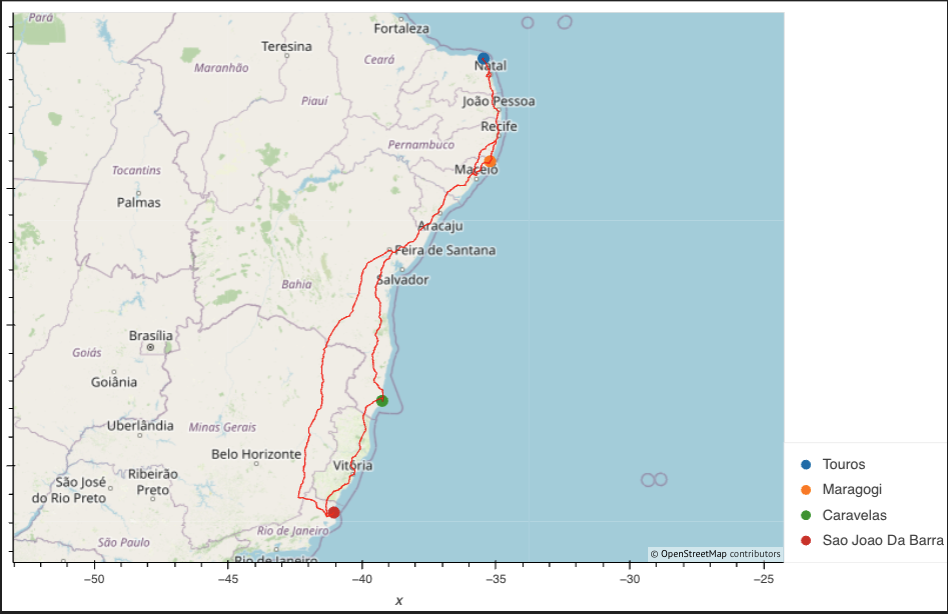 Pará
Fortaleza
Teresina
Ceará
Natal
Maranhão
João Pessoa
Piauí
Recife
Pernambuco
Maceió
Tocantins
Palmas
Aracaju
Feira de Santana
Salvador
Bahia
Brasília
Goiás
Goiânia
Uberlândia
Minas Gerais
Belo Horizonte
Vitória
Touros
São José
do Rio Preto
Ribeirão
Preto
Maragogi
Caravelas
Rio de Janeiro
São Paulo
Sao Joao Da Barra
Rio de Janeiro
© OpenStreetMap contributors
−50
−45
−40
−35
−30
−25
x